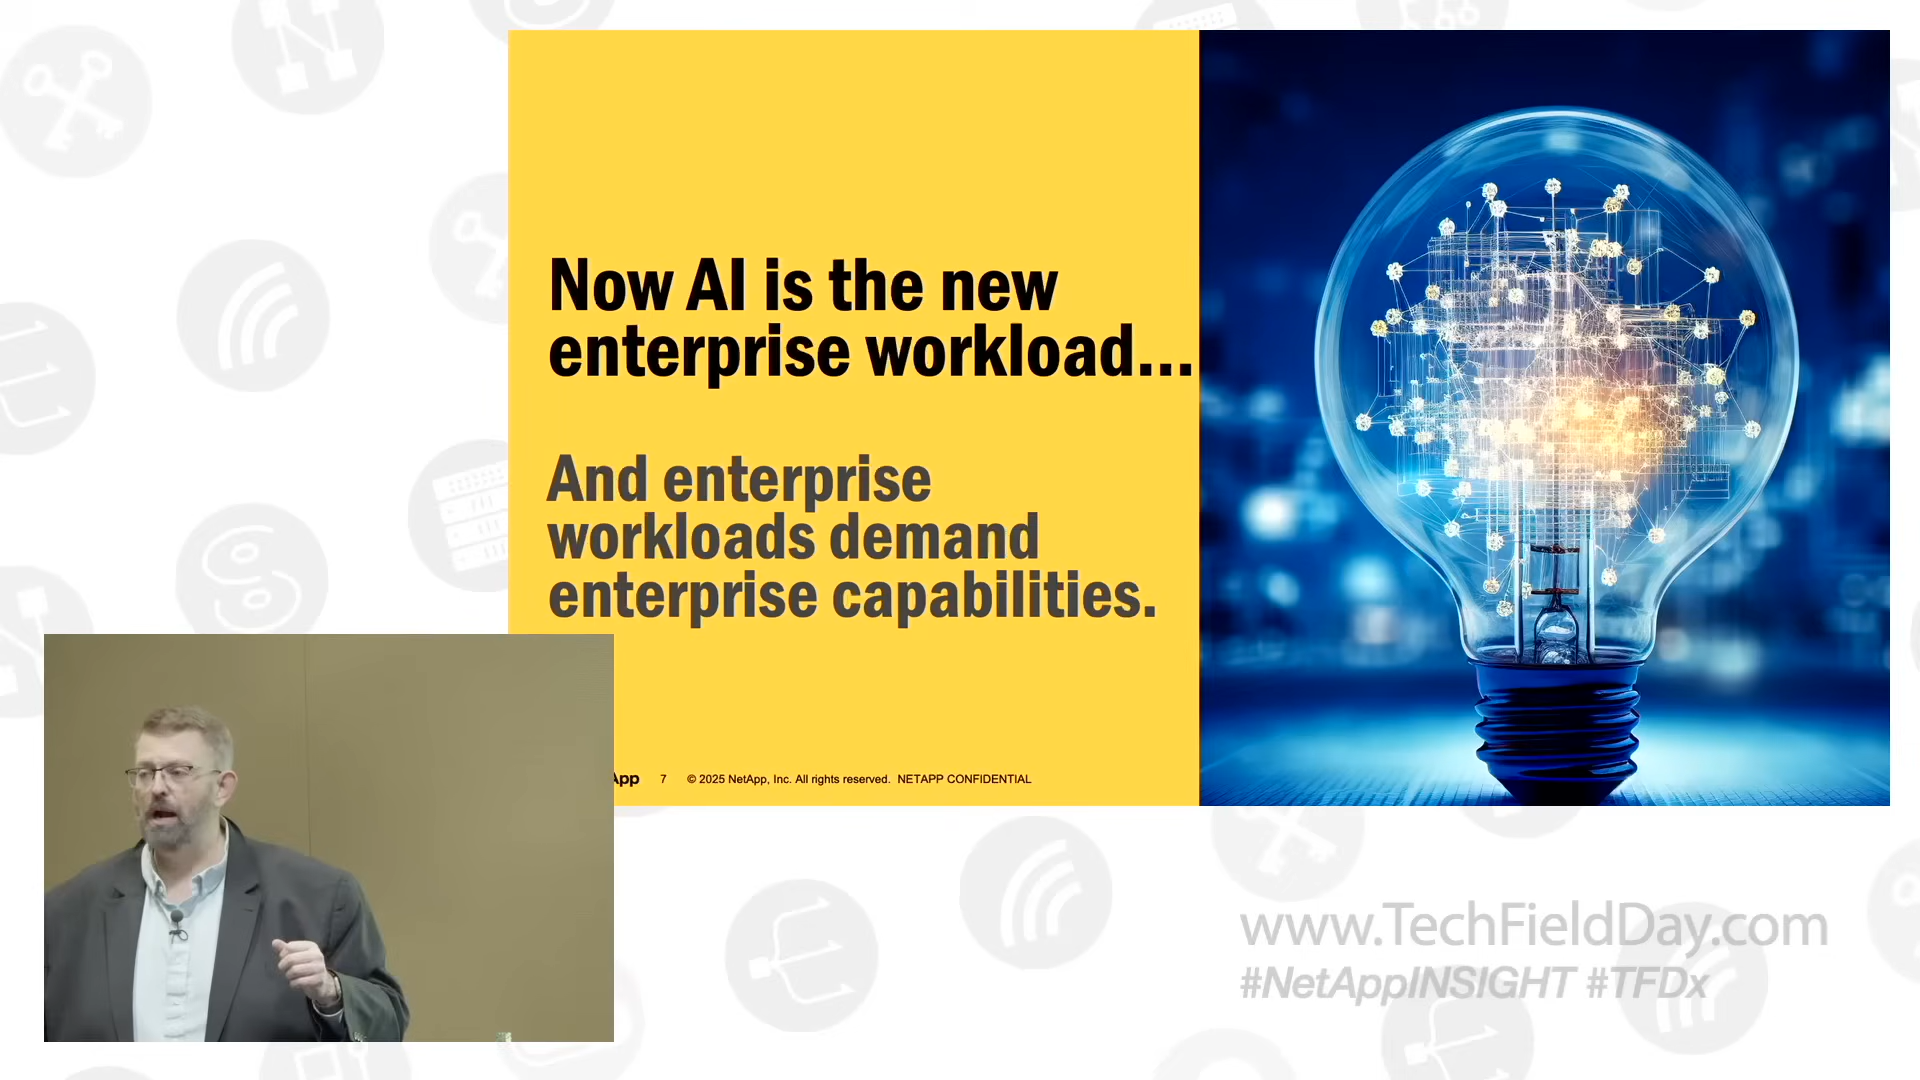 Now AI is the new
enterprise workload...
And enterprise
workloads demand
enterprise capabilities.
App 7 © 2025 NetApp, Inc. All rights reserved. NETAPP CONFIDENTIAL
www.TechFieldDay.com
#NetAppINSIGHT #TFDx